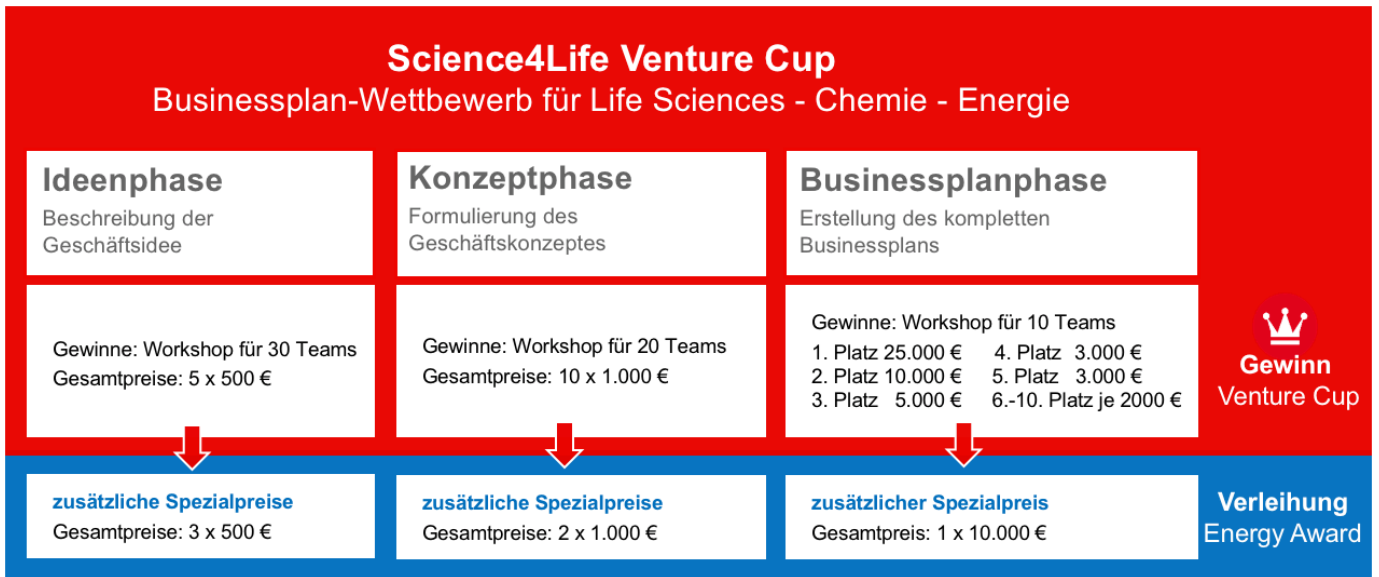 Science4Life Venture Cup
Businessplan-Wettbewerb für Life Sciences - Chemie - Energie
Ideenphase
Beschreibung der
Geschäftsidee
Konzeptphase
Formulierung des
Geschäftskonzeptes
Businessplanphase
Erstellung des kompletten
Businessplans
Gewinne: Workshop für 30 Teams
Gesamtpreise: 5 x 500 €
Gewinne: Workshop für 20 Teams
Gesamtpreise: 10 x 1.000 €
Gewinne: Workshop für 10 Teams
1. Platz 25.000 € 4. Platz 3.000 €
2. Platz 10.000 € 5. Platz 3.000 €
3. Platz 5.000 € 6.-10. Platz je 2000 €
Gewinn
Venture Cup
zusätzliche Spezialpreise
Gesamtpreise: 3 x 500 €
zusätzliche Spezialpreise
Gesamtpreise: 2 x 1.000 €
zusätzlicher Spezialpreis
Gesamtpreis: 1 x 10.000 €
Verleihung
Energy Award